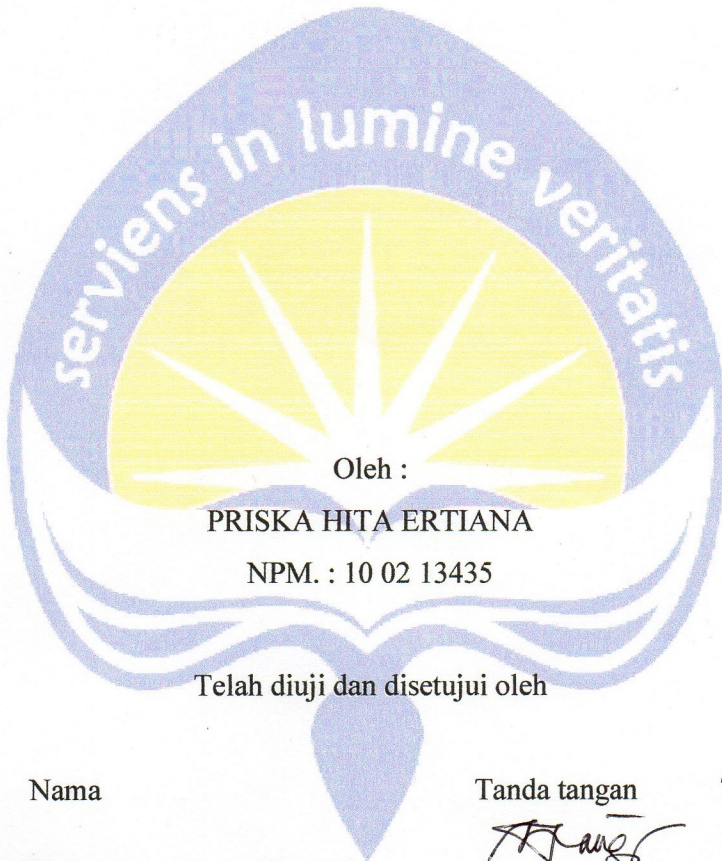 serviens in lumine veritatis
Oleh :
PRISKA HITA ERTIANA
NPM. : 10 02 13435
Telah diuji dan disetujui oleh
Nama Tanda tangan